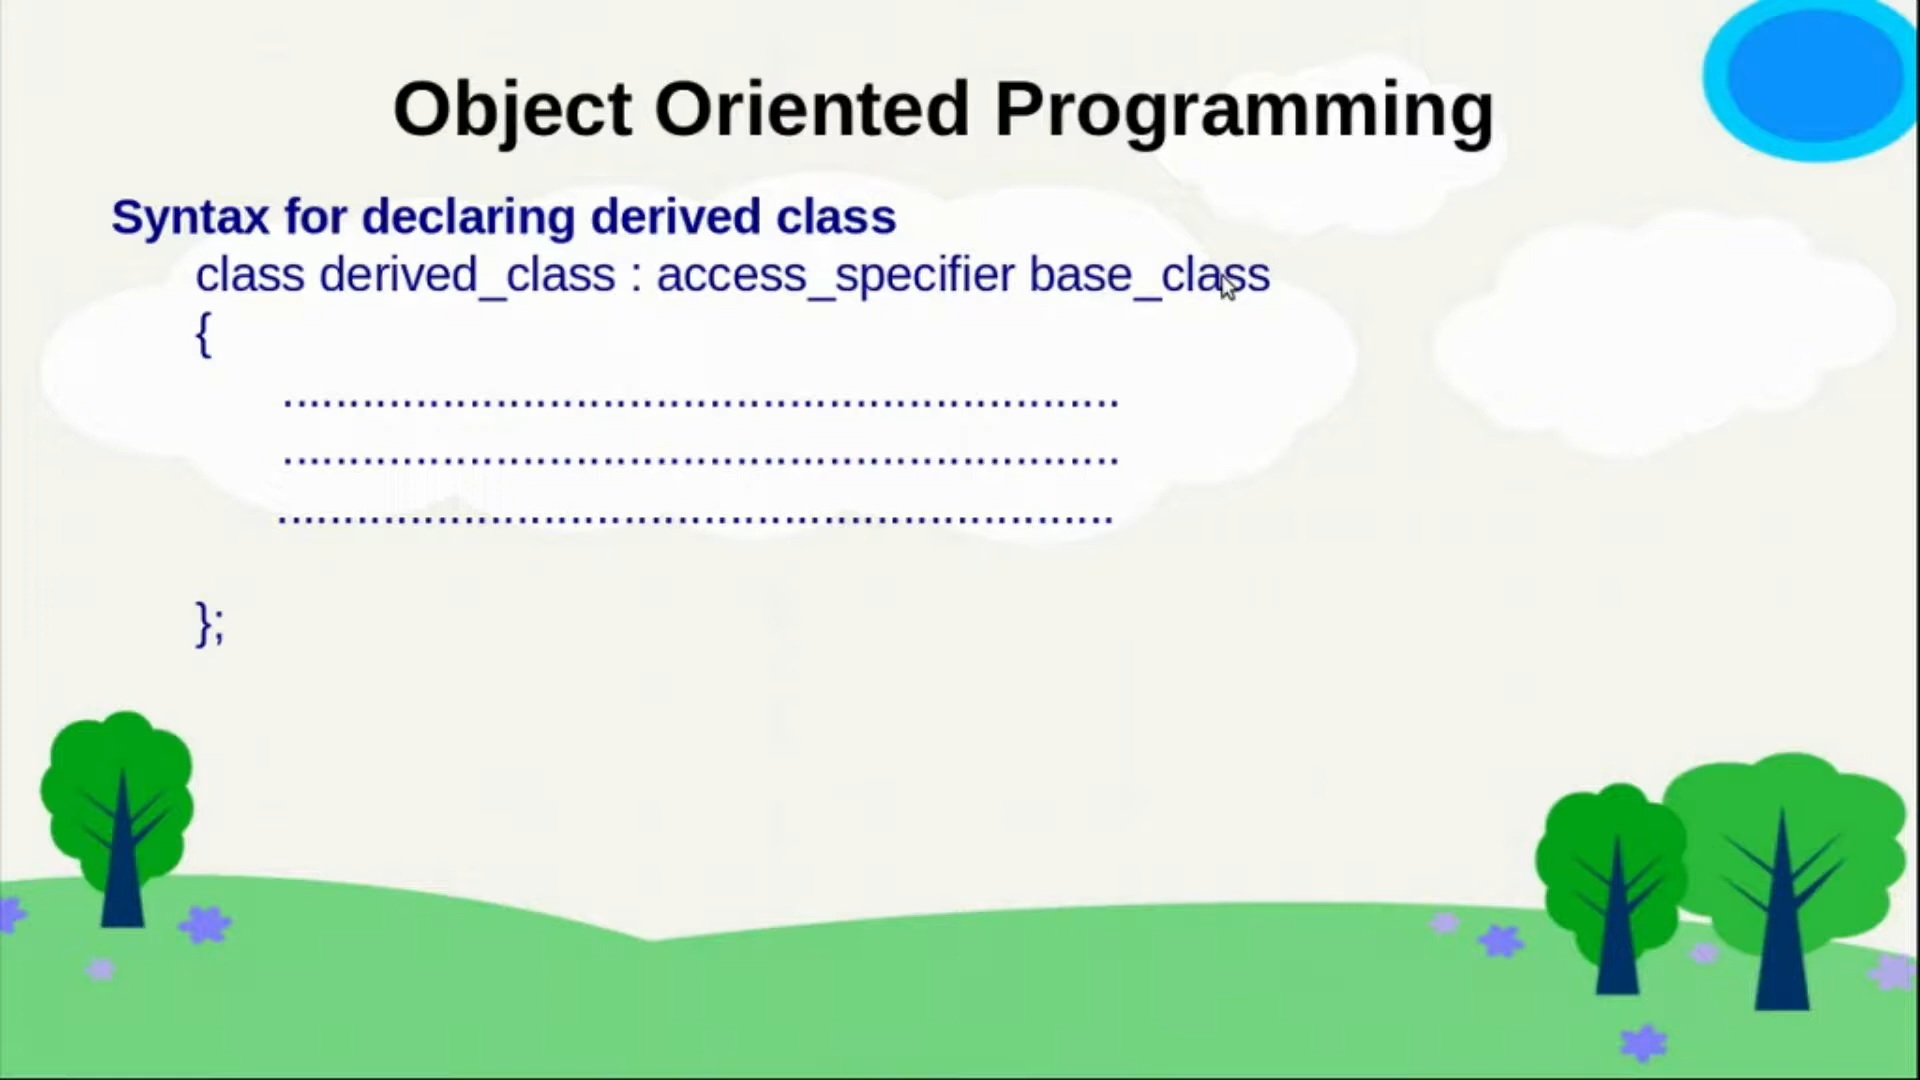 Object Oriented Programming
Syntax for declaring derived class
class derived_class : access_specifier base_class
{
...............................................................
...............................................................
...............................................................
};